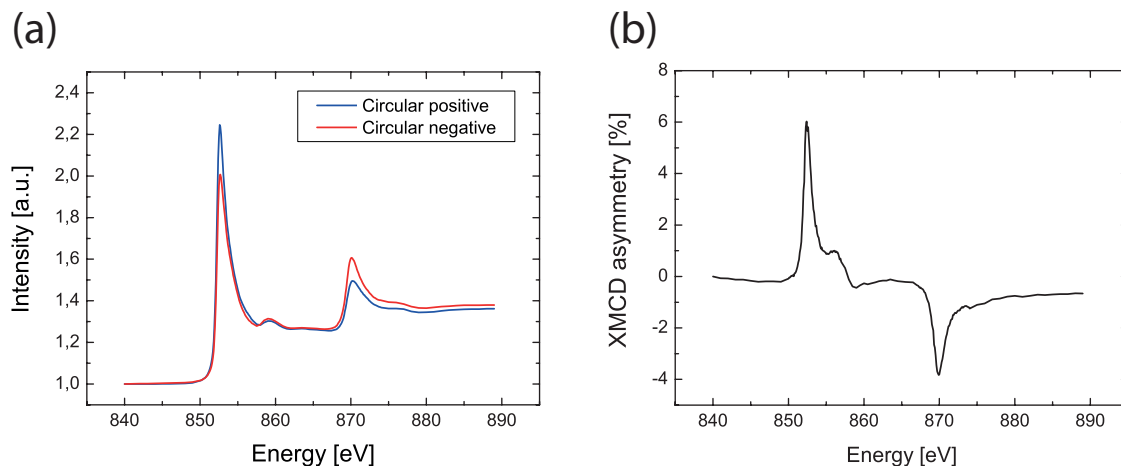 (a)
Intensity [a.u.]
2,4
2,2
2,0
1,8
1,6
1,4
1,2
1,0
Circular positive
Circular negative
840 850 860 870 880 890
Energy [eV]
(b)
XMCD asymmetry [%]
8
6
4
2
0
-2
-4
840 850 860 870 880 890
Energy [eV]